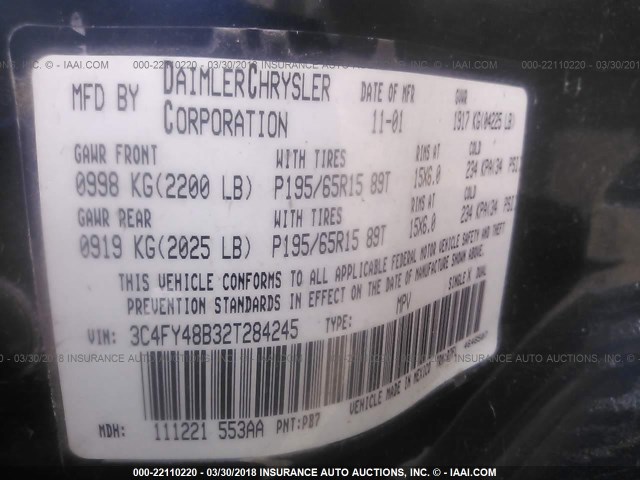 000-22110220 - 03/30/2018 INSURANCE AUTO AUCTIONS, INC. - © - IAAI.COM
MFD BY DAIMLERCHRYSLER CORPORATION
DATE OF MFR 11-01
GVWR 1917 KG(04225 LB)
GAWR FRONT WITH TIRES RIMS AT COLD
0998 KG(2200 LB) P195/65R15 89T 15X6.0 234 KPA/34 PSI
GAWR REAR WITH TIRES RIMS AT COLD
0919 KG(2025 LB) P195/65R15 89T 15X6.0 234 KPA/34 PSI
THIS VEHICLE CONFORMS TO ALL APPLICABLE FEDERAL MOTOR VEHICLE SAFETY AND THEFT
PREVENTION STANDARDS IN EFFECT ON THE DATE OF MANUFACTURE SHOWN ABOVE.
VIN: 3C4FY48B32T284245 TYPE: MPV SINGLE X DUAL
VEHICLE MADE IN MEXICO
MDH: 111221 553AA PNT:PB7
000-22110220 - 03/30/2018 INSURANCE AUTO AUCTIONS, INC. - © - IAAI.COM